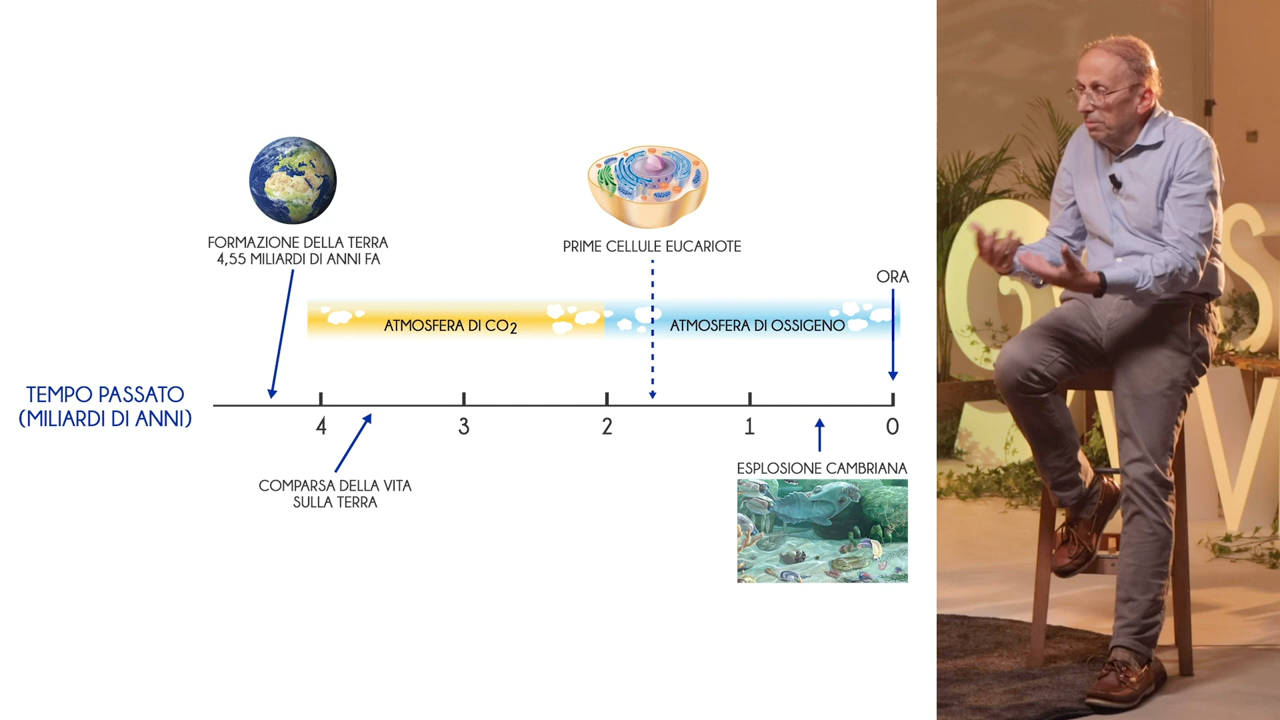 FORMAZIONE DELLA TERRA
4,55 MILIARDI DI ANNI FA
PRIME CELLULE EUCARIOTE
ORA
ATMOSFERA DI CO2
ATMOSFERA DI OSSIGENO
TEMPO PASSATO
(MILIARDI DI ANNI)
4
3
2
1
0
COMPARSA DELLA VITA
SULLA TERRA
ESPLOSIONE CAMBRIANA